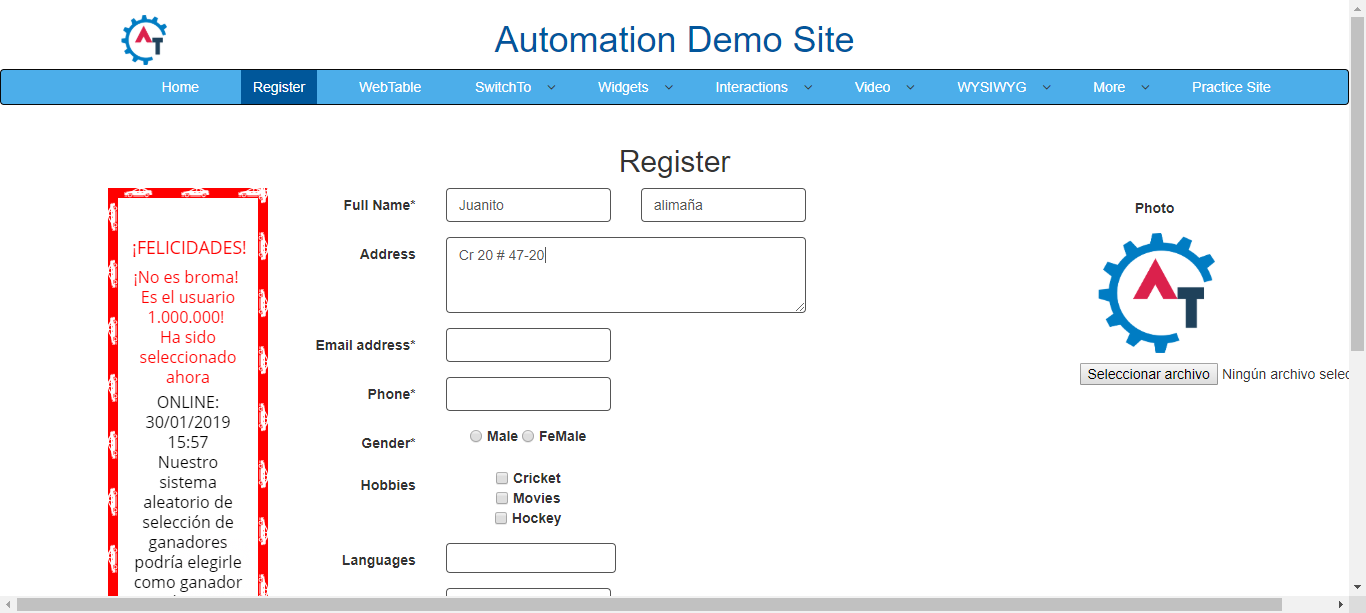 AT
Automation Demo Site
Home Register WebTable SwitchTo Widgets Interactions Video WYSIWYG More Practice Site
Register
¡FELICIDADES!
¡No es broma!
Es el usuario
1.000.000!
Ha sido
seleccionado
ahora
ONLINE:
30/01/2019
15:57
Nuestro
sistema
aleatorio de
selección de
ganadores
podría elegirle
como ganador
Full Name* Juanito alimaña
Address Cr 20 # 47-20
Email address*
Phone*
Gender* Male FeMale
Hobbies Cricket
Movies
Hockey
Languages
Photo
AT
Seleccionar archivo Ningún archivo selec